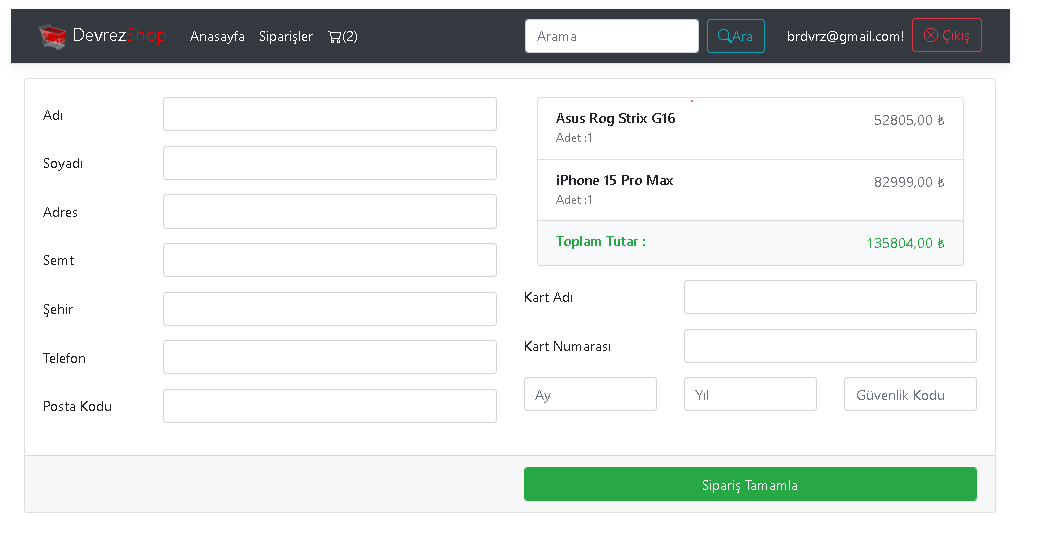 DevrezShop Anasayfa Siparişler (2) Arama Ara brdvrz@gmail.com! Çıkış
Adı
Soyadı
Adres
Semt
Şehir
Telefon
Posta Kodu
Asus Rog Strix G16 52805,00 ₺
Adet :1
iPhone 15 Pro Max 82999,00 ₺
Adet :1
Toplam Tutar : 135804,00 ₺
Kart Adı
Kart Numarası
Ay Yıl Güvenlik Kodu
Sipariş Tamamla